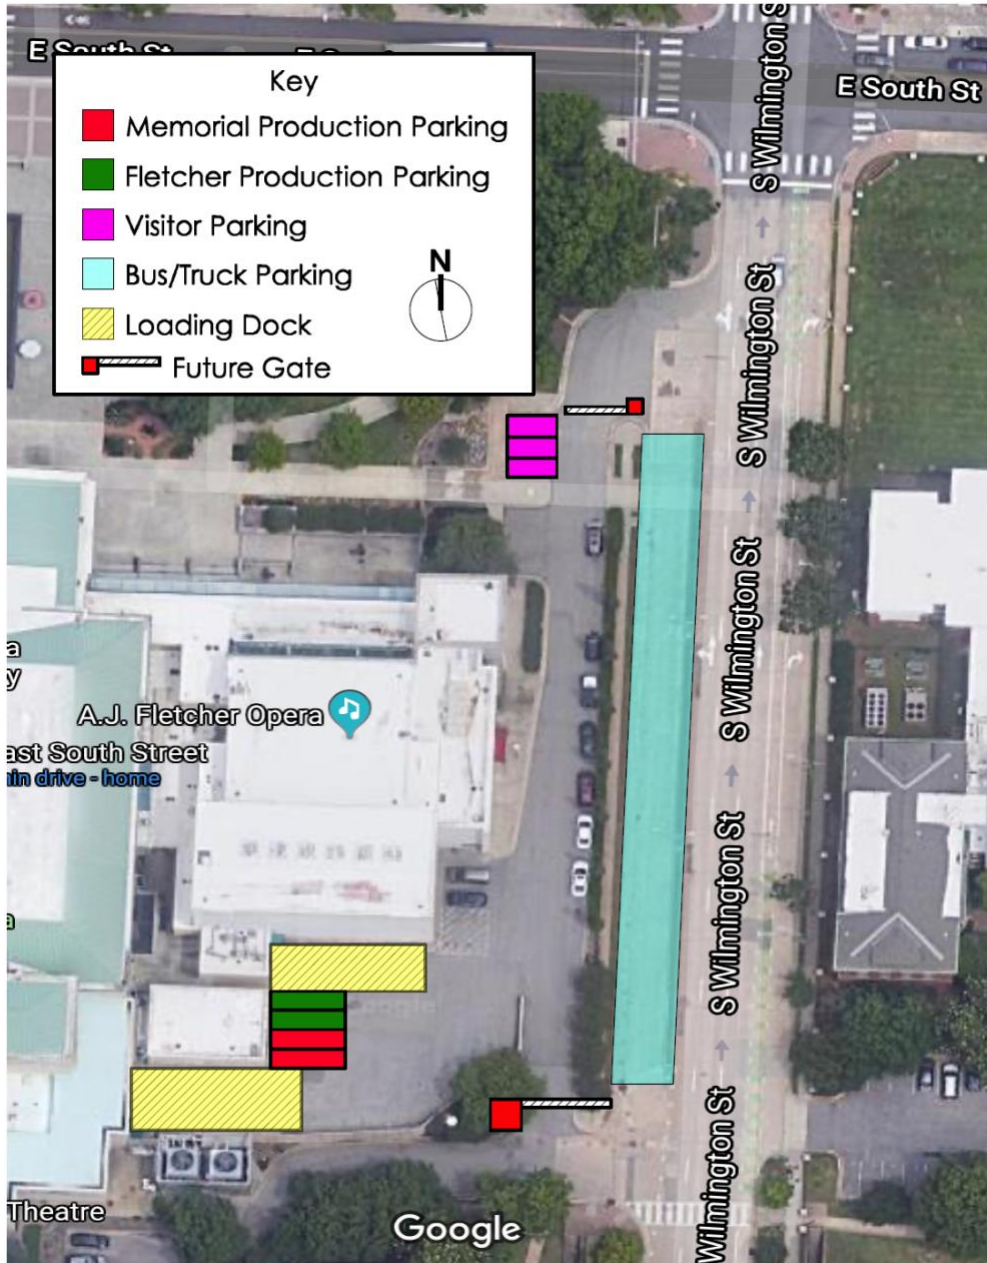 E South St
Key
Memorial Production Parking
Fletcher Production Parking
Visitor Parking
Bus/Truck Parking
Loading Dock
Future Gate
N
E South St
S Wilmington S
S Wilmington St
S Wilmington St
S Wilmington St
S Wilmington St
S Wilmington St
Wilmington St
a
y
A.J. Fletcher Opera
ast South Street
in drive - home
a
Theatre
Google